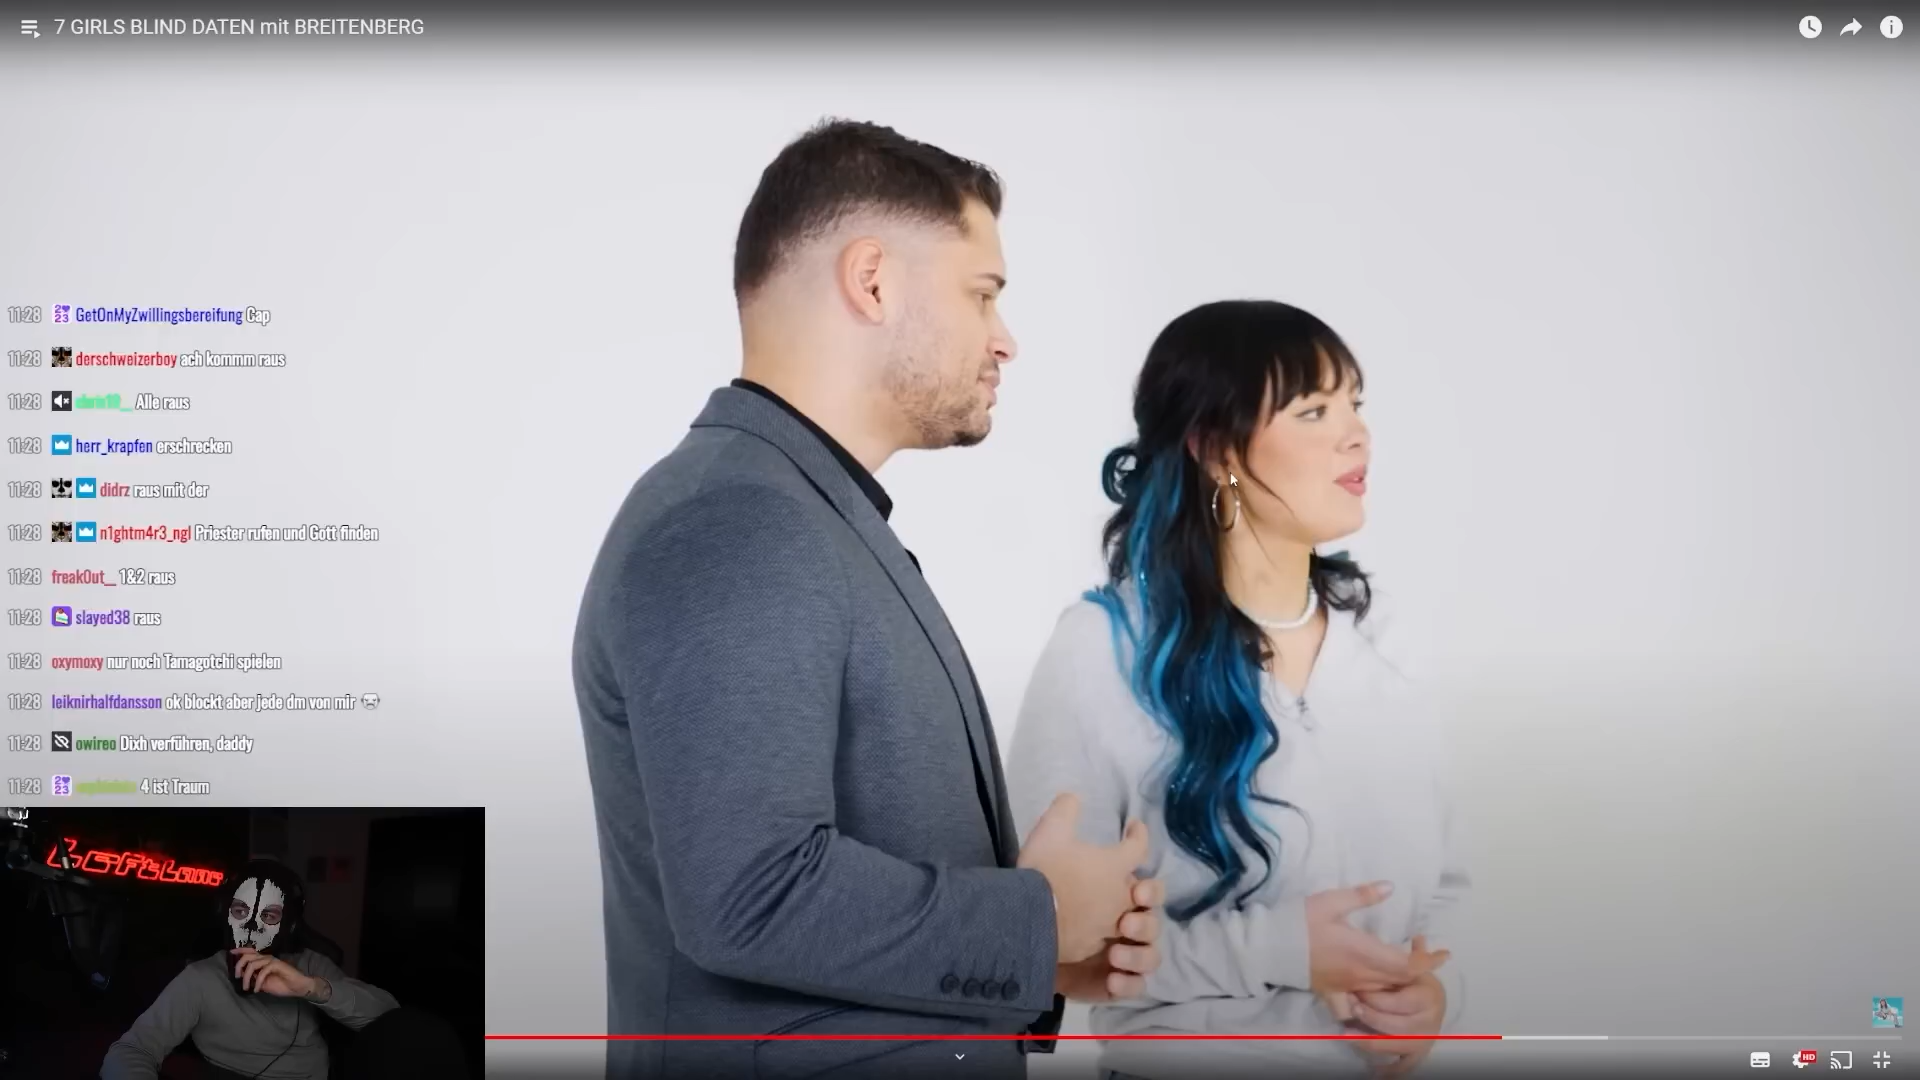 7 GIRLS BLIND DATEN mit BREITENBERG
11:28 GetOnMyZwillingsbereifung Cap
11:28 derschweizerboy ach kommm raus
11:28 Alle raus
11:28 herr_krapfen erschrecken
11:28 didrz raus mit der
11:28 n1ghtm4r3_ngl Priester rufen und Gott finden
11:28 freak0ut__ 1&2 raus
11:28 slayed38 raus
11:28 oxymoxy nur noch Tamagotchi spielen
11:28 leiknirhalfdansson ok blockt aber jede dm von mir
11:28 owireo Dixh verführen, daddy
11:28 4 ist Traum
HD